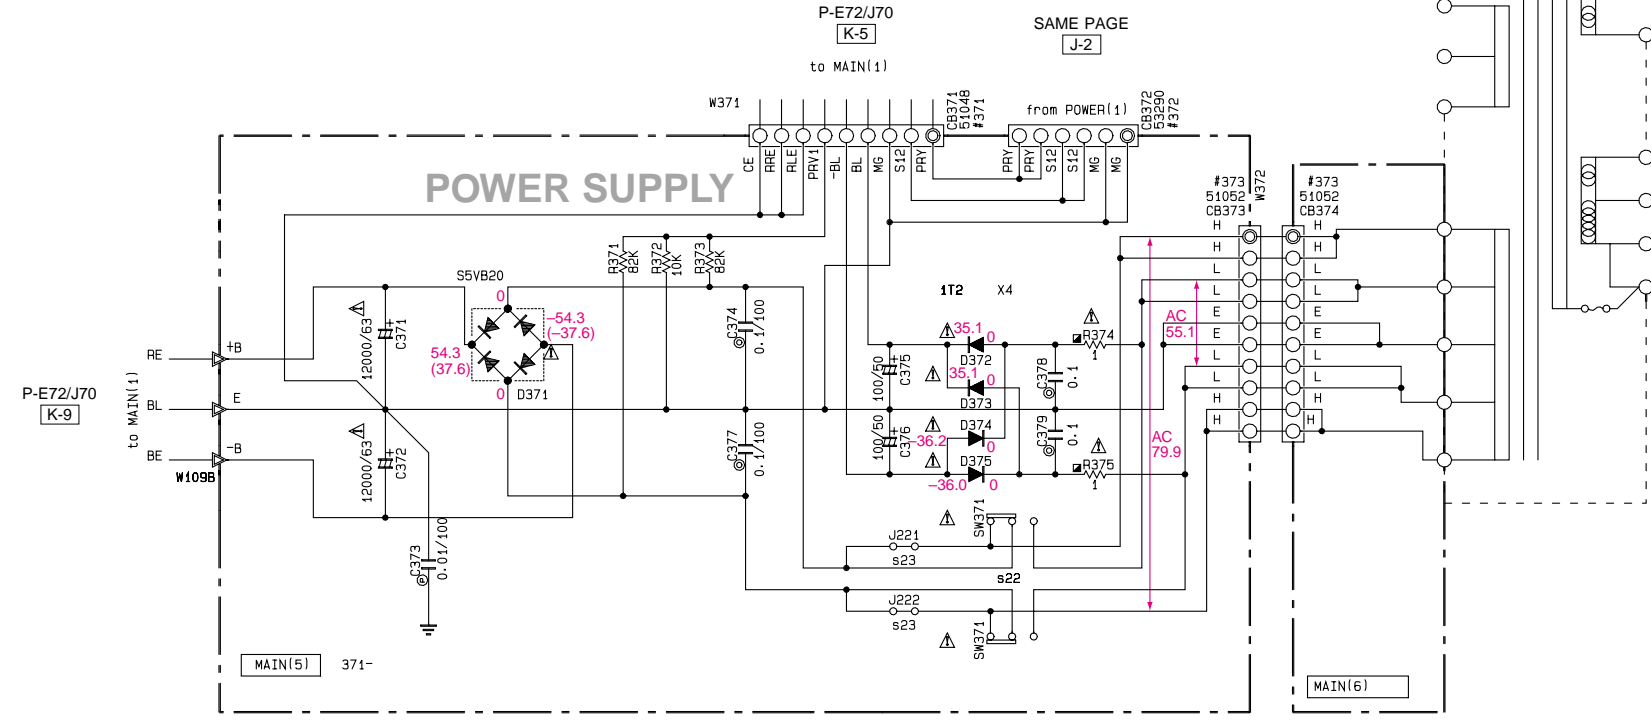 P-E72/J70
K-5
to MAIN(1)
SAME PAGE
J-2
from POWER(1)
W371
CB371
51048
#371
CB372
53290
#372
CE
RRE
RLE
PRV1
-BL
BL
MG
S12
PRY
PRY
PRY
S12
S12
MG
MG
POWER SUPPLY
#373
51052
CB373
W372
#373
51052
CB374
H
H
L
L
E
E
L
L
H
H
H
H
L
L
E
E
L
L
H
H
R371
82K
R372
10K
R373
82K
S5VB20
0
–54.3
(–37.6)
54.3
(37.6)
0
D371
12000/63
C371
12000/63
C372
C373
0.01/100
P
C374
0.1/100
C377
0.1/100
1T2 X4
35.1
0
D372
35.1
0
D373
D374
–36.2
0
D375
–36.0
0
100/50
C375
100/50
C376
C378
0.1
C379
0.1
R374
1
R375
1
AC
55.1
AC
79.9
SW371
J221
s23
s22
J222
s23
SW371
P-E72/J70
K-9
to MAIN(1)
RE
BL
BE
+B
E
-B
W109B
MAIN(5) 371-
MAIN(6)